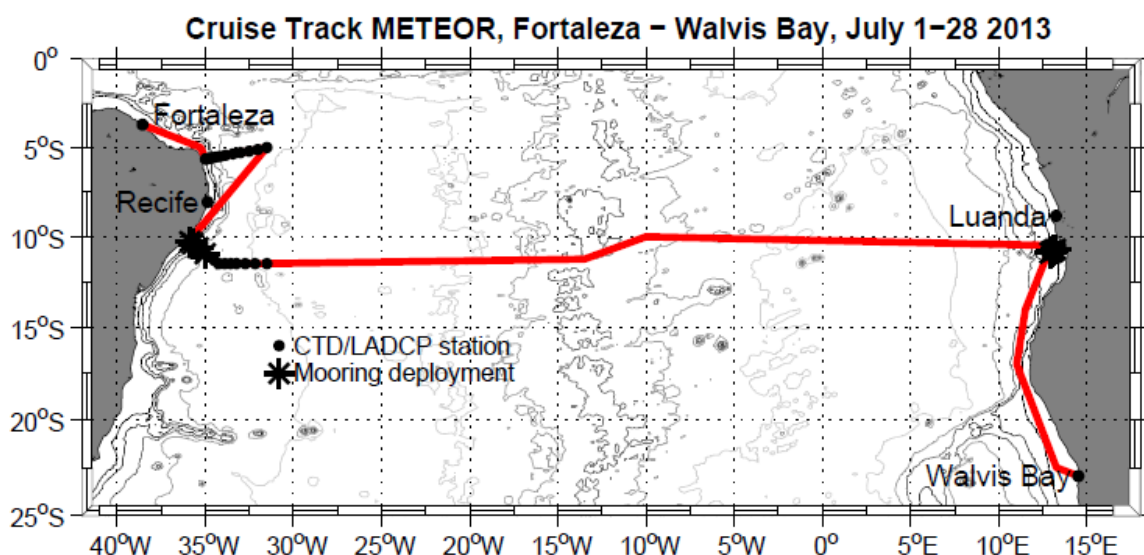 Cruise Track METEOR, Fortaleza − Walvis Bay, July 1−28 2013
0°
5°S
10°S
15°S
20°S
25°S
Fortaleza
Recife
Luanda
CTD/LADCP station
Mooring deployment
Walvis Bay
40°W 35°W 30°W 25°W 20°W 15°W 10°W 5°W 0° 5°E 10°E 15°E